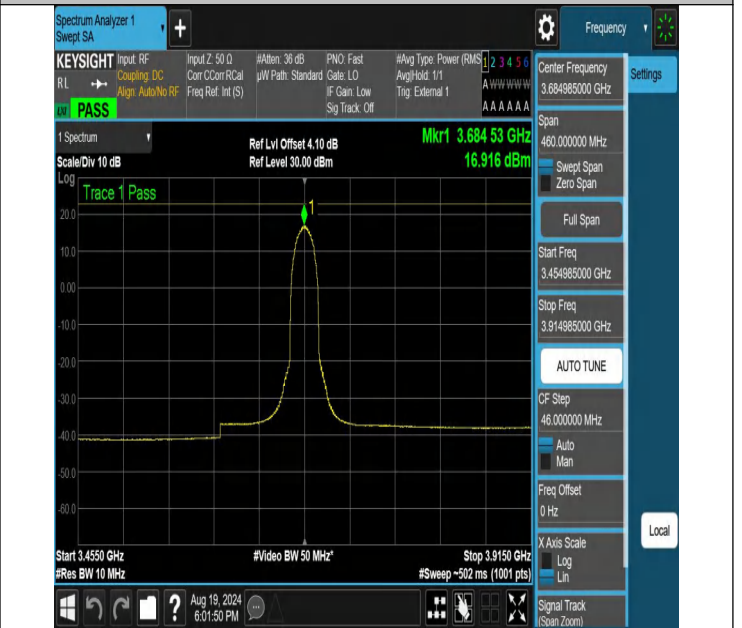 Spectrum Analyzer 1
Swept SA
+
Frequency
KEYSIGHT
RL
PASS
Input: RF
Coupling: DC
Align: Auto/No RF
Input Z: 50 Ω
Corr CCorr RCal
Freq Ref: Int (S)
#Atten: 36 dB
µW Path: Standard
PNO: Fast
Gate: LO
IF Gain: Low
Sig Track: Off
#Avg Type: Power (RMS
Avg|Hold: 1/1
Trig: External 1
1 2 3 4 5 6
A W W W W W
A A A A A A
1 Spectrum
Scale/Div 10 dB
Ref Lvl Offset 4.10 dB
Ref Level 30.00 dBm
Mkr1 3.684 53 GHz
16.916 dBm
Log
Trace 1 Pass
1
20.0
10.0
0.00
-10.0
-20.0
-30.0
-40.0
-50.0
-60.0
Start 3.4550 GHz
#Res BW 10 MHz
#Video BW 50 MHz*
Stop 3.9150 GHz
#Sweep ~502 ms (1001 pts)
Center Frequency
3.684985000 GHz
Settings
Span
460.000000 MHz
Swept Span
Zero Span
Full Span
Start Freq
3.454985000 GHz
Stop Freq
3.914985000 GHz
AUTO TUNE
CF Step
46.000000 MHz
Auto
Man
Freq Offset
0 Hz
X Axis Scale
Log
Lin
Local
Signal Track
(Span Zoom)
?
Aug 19, 2024
6:01:50 PM